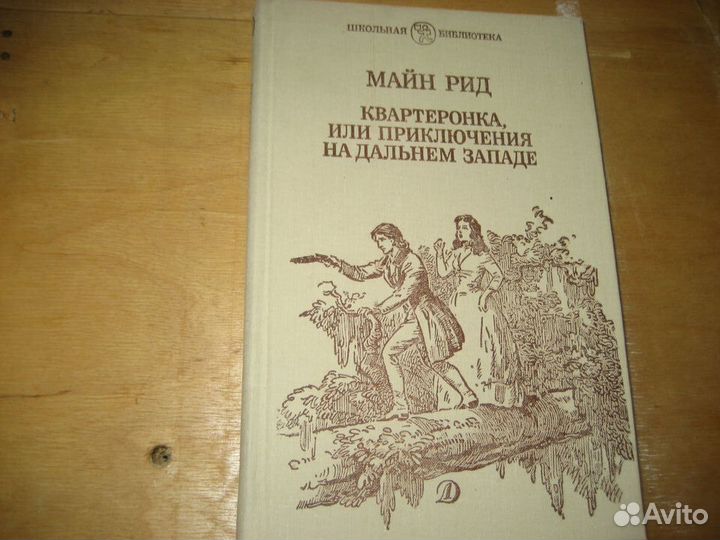 ШКОЛЬНАЯ БИБЛИОТЕКА
МАЙН РИД
КВАРТЕРОНКА,
ИЛИ ПРИКЛЮЧЕНИЯ
НА ДАЛЬНЕМ ЗАПАДЕ
Д
Avito